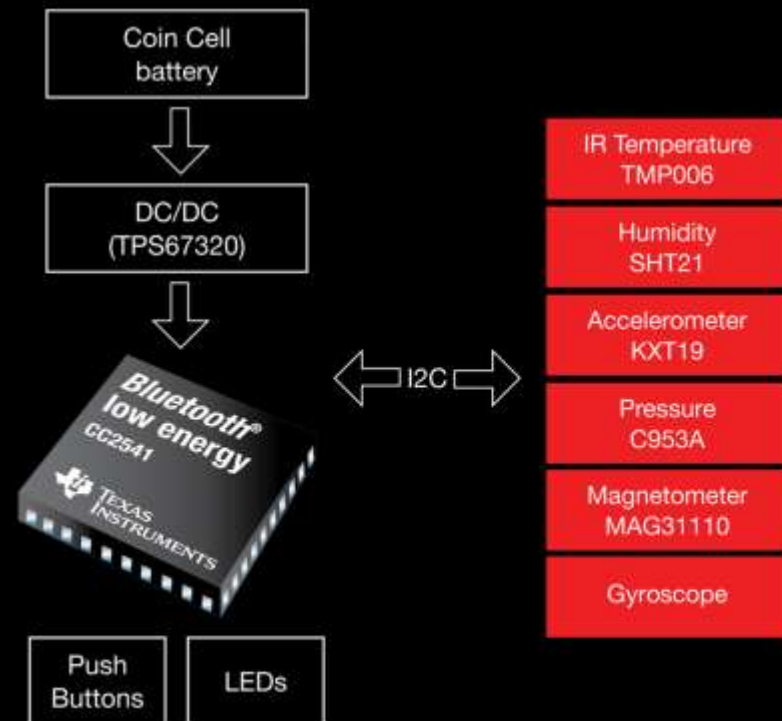 Coin Cell
battery
DC/DC
(TPS67320)
Bluetooth®
low energy
CC2541
TEXAS
INSTRUMENTS
Push
Buttons
LEDs
I2C
IR Temperature
TMP006
Humidity
SHT21
Accelerometer
KXT19
Pressure
C953A
Magnetometer
MAG31110
Gyroscope